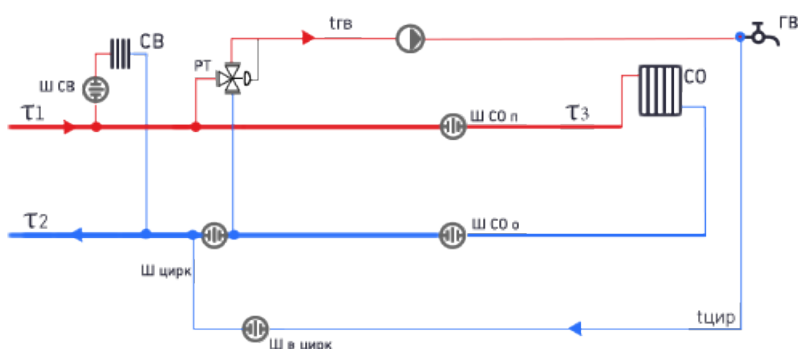 tгв
ГВ
СВ
РТ
СО
Ш СВ
τ1
Ш СО п
τ3
τ2
Ш СО о
Ш цирк
tцир
Ш в цирк